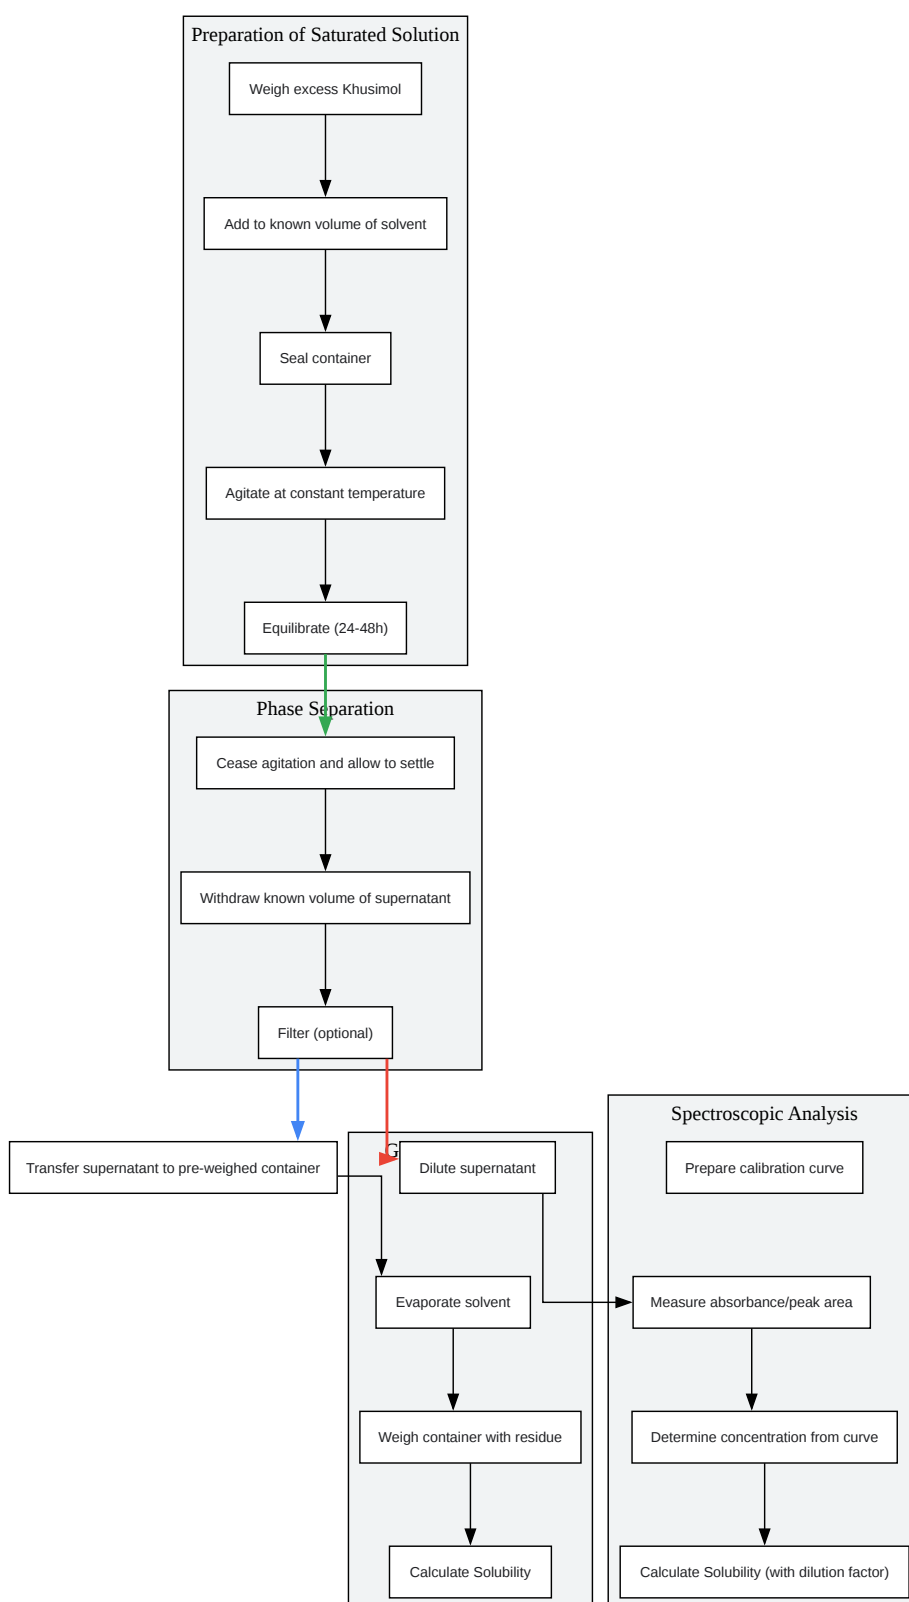 Preparation of Saturated Solution
Weigh excess Khusimol
Add to known volume of solvent
Seal container
Agitate at constant temperature
Equilibrate (24-48h)
Phase Separation
Cease agitation and allow to settle
Withdraw known volume of supernatant
Filter (optional)
Spectroscopic Analysis
G
Transfer supernatant to pre-weighed container
Dilute supernatant
Prepare calibration curve
Evaporate solvent
Measure absorbance/peak area
Weigh container with residue
Determine concentration from curve
Calculate Solubility
Calculate Solubility (with dilution factor)